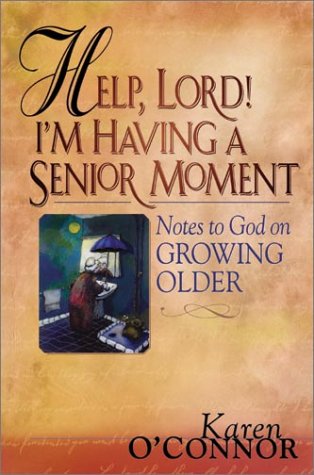 HELP, LORD!
I'M HAVING A
SENIOR MOMENT
Notes to God on
GROWING
OLDER
Karen
O'CONNOR